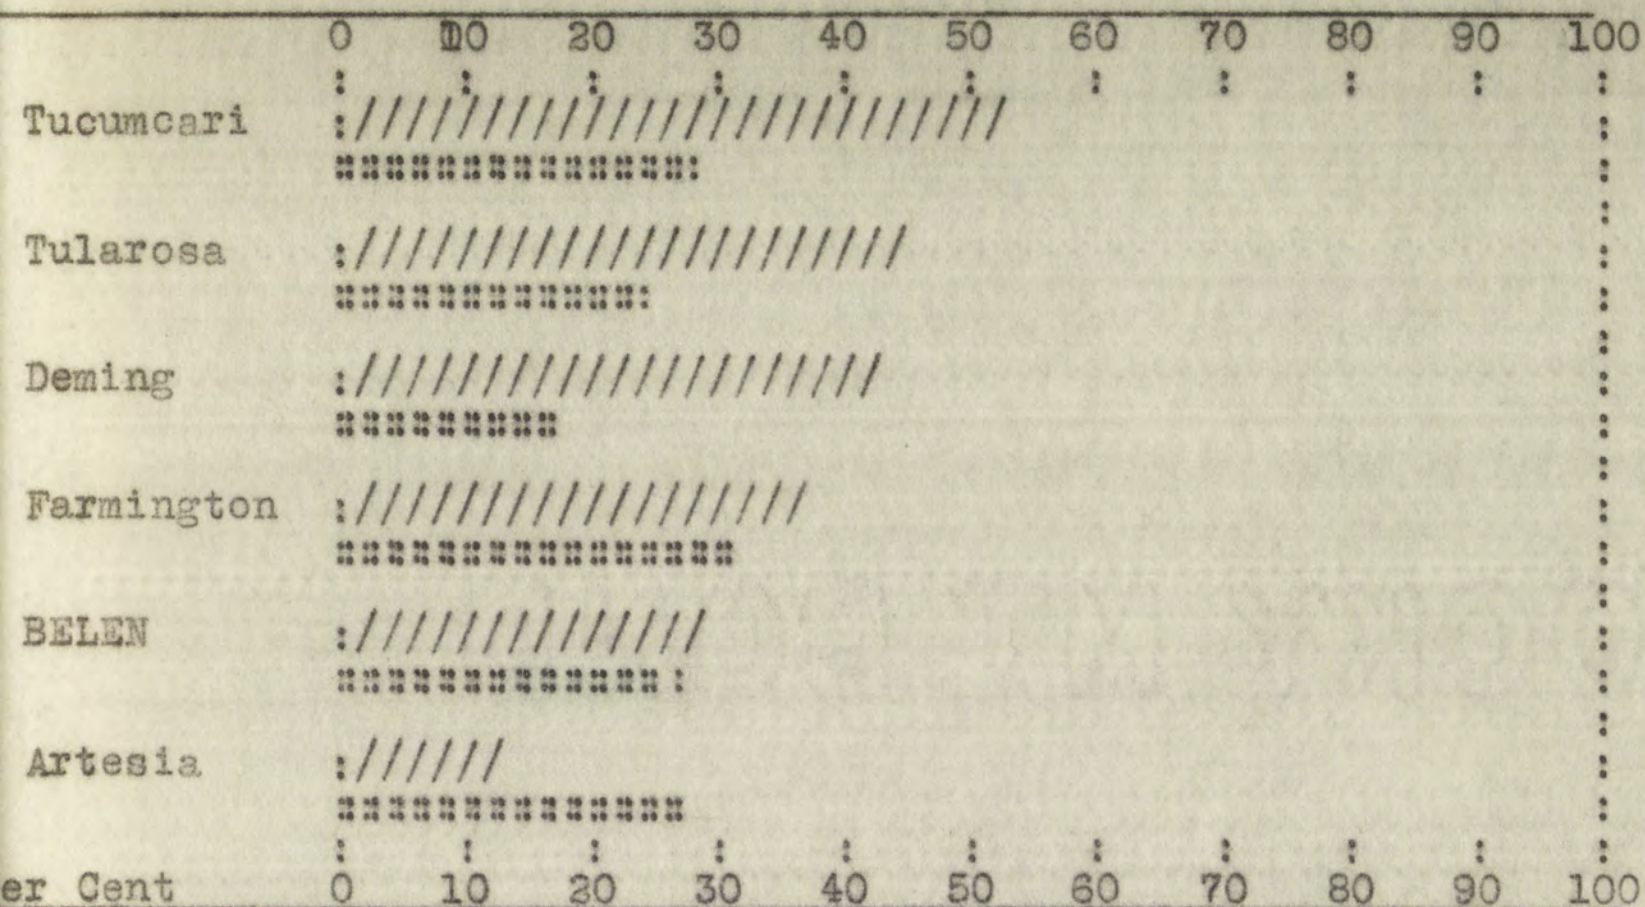 0 10 20 30 40 50 60 70 80 90 100
: : : : : : : : : : :
Tucumcari ://////////////////////////
:::::::::::::::::::::::::::::
Tularosa ://////////////////////
:::::::::::::::::::::::::
Deming ://///////////////////
::::::::::::::::::
Farmington ://////////////////
::::::::::::::::::::::::::::::::
BELEN ://////////////
:::::::::::::::::::::::::: :
Artesia ://////
::::::::::::::::::::::::::::
: : : : : : : : : : :
er Cent 0 10 20 30 40 50 60 70 80 90 100